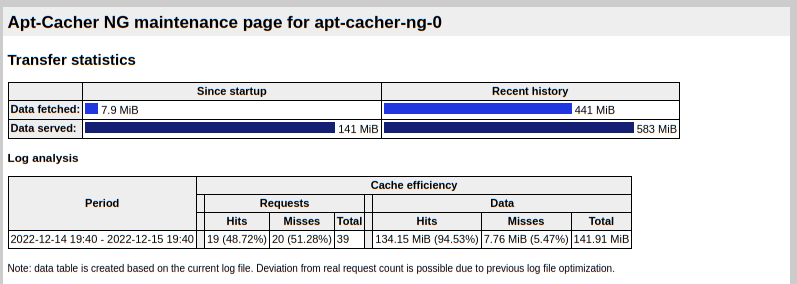 Apt-Cacher NG maintenance page for apt-cacher-ng-0
Transfer statistics
Since startup Recent history
Data fetched: 7.9 MiB 441 MiB
Data served: 141 MiB 583 MiB
Log analysis
Period Cache efficiency
Requests Data
Hits Misses Total Hits Misses Total
2022-12-14 19:40 - 2022-12-15 19:40 19 (48.72%) 20 (51.28%) 39 134.15 MiB (94.53%) 7.76 MiB (5.47%) 141.91 MiB
Note: data table is created based on the current log file. Deviation from real request count is possible due to previous log file optimization.